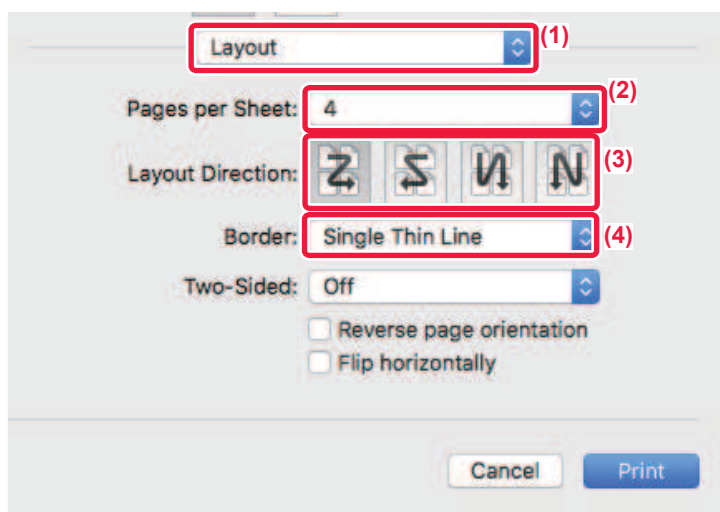 Layout (1)
Pages per Sheet: 4 (2)
Layout Direction: (3)
Border: Single Thin Line (4)
Two-Sided: Off
Reverse page orientation
Flip horizontally
Cancel Print